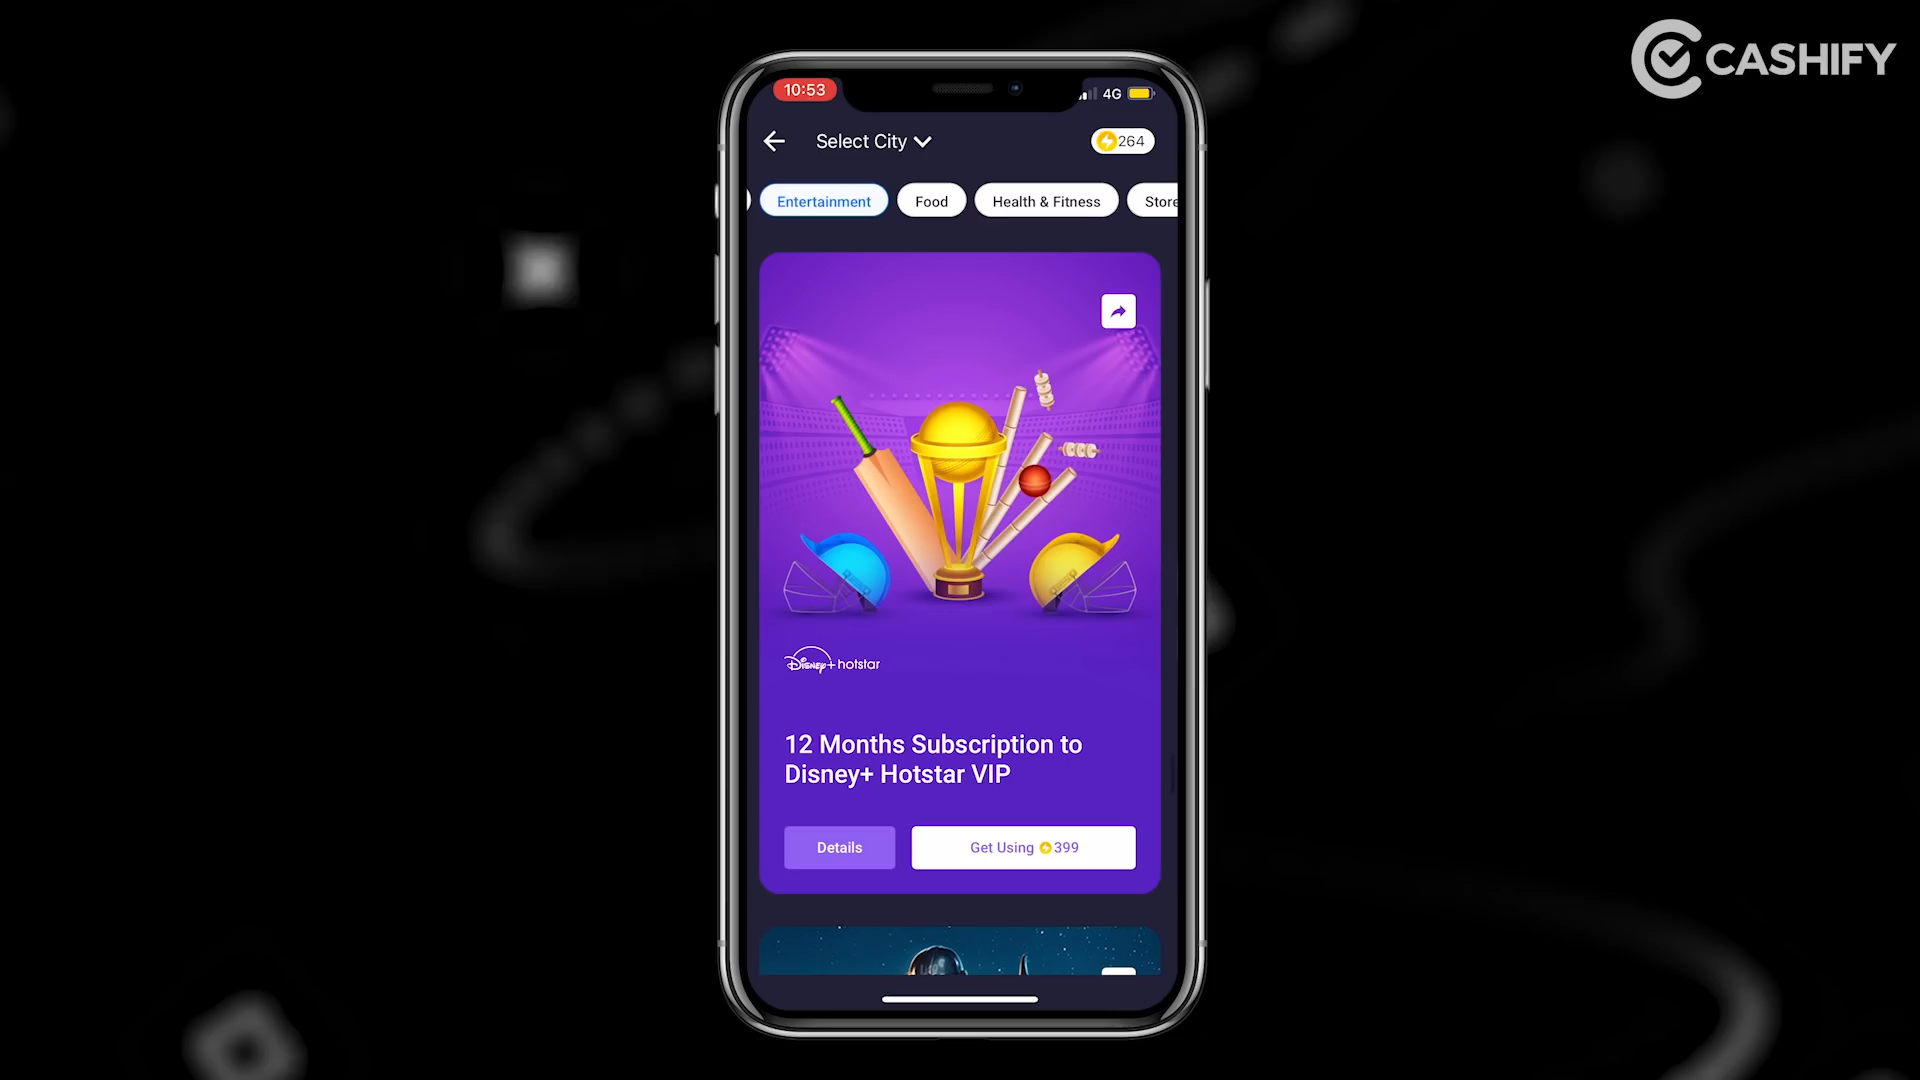 CASHIFY
10:53
4G
Select City
264
Entertainment
Food
Health & Fitness
Store
Disney+ hotstar
12 Months Subscription to
Disney+ Hotstar VIP
Details
Get Using 399